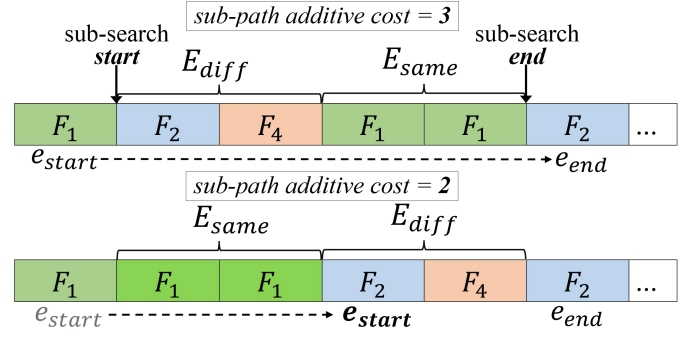 sub-path additive cost = 3
sub-search start
sub-search end
E_diff E_same
F_1 F_2 F_4 F_1 F_1 F_2 ...
e_start e_end
sub-path additive cost = 2
E_same E_diff
F_1 F_1 F_1 F_2 F_4 F_2 ...
e_start e_start e_end